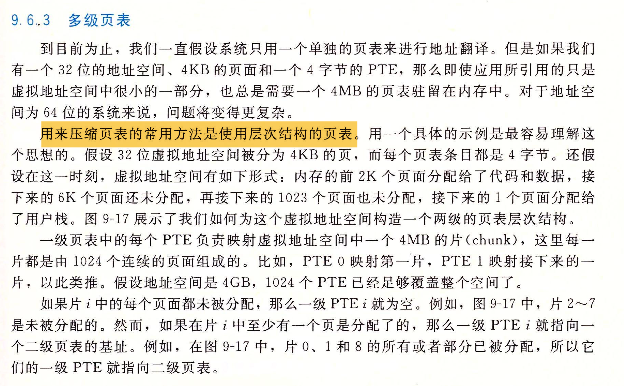 9.6.3 多级页表
到目前为止，我们一直假设系统只用一个单独的页表来进行地址翻译。但是如果我们
有一个 32 位的地址空间、4KB 的页面和一个 4 字节的 PTE，那么即使应用所引用的只是
虚拟地址空间中很小的一部分，也总是需要一个 4MB 的页表驻留在内存中。对于地址空
间为 64 位的系统来说，问题将变得更复杂。
用来压缩页表的常用方法是使用层次结构的页表。用一个具体的示例是最容易理解这
个思想的。假设 32 位虚拟地址空间被分为 4KB 的页，而每个页表条目都是 4 字节。还假
设在这一时刻，虚拟地址空间有如下形式：内存的前 2K 个页面分配给了代码和数据，接
下来的 6K 个页面还未分配，再接下来的 1023 个页面也未分配，接下来的 1 个页面分配给
了用户栈。图 9-17 展示了我们如何为这个虚拟地址空间构造一个两级的页表层次结构。
一级页表中的每个 PTE 负责映射虚拟地址空间中一个 4MB 的片(chunk)，这里每一
片都是由 1024 个连续的页面组成的。比如，PTE 0 映射第一片，PTE 1 映射接下来的一
片，以此类推。假设地址空间是 4GB，1024 个 PTE 已经足够覆盖整个空间了。
如果片 i 中的每个页面都未被分配，那么一级 PTE i 就为空。例如，图 9-17 中，片 2～7
是未被分配的。然而，如果在片 i 中至少有一个页是分配了的，那么一级 PTE i 就指向一
个二级页表的基址。例如，在图 9-17 中，片 0、1 和 8 的所有或者部分已被分配，所以它
们的一级 PTE 就指向二级页表。